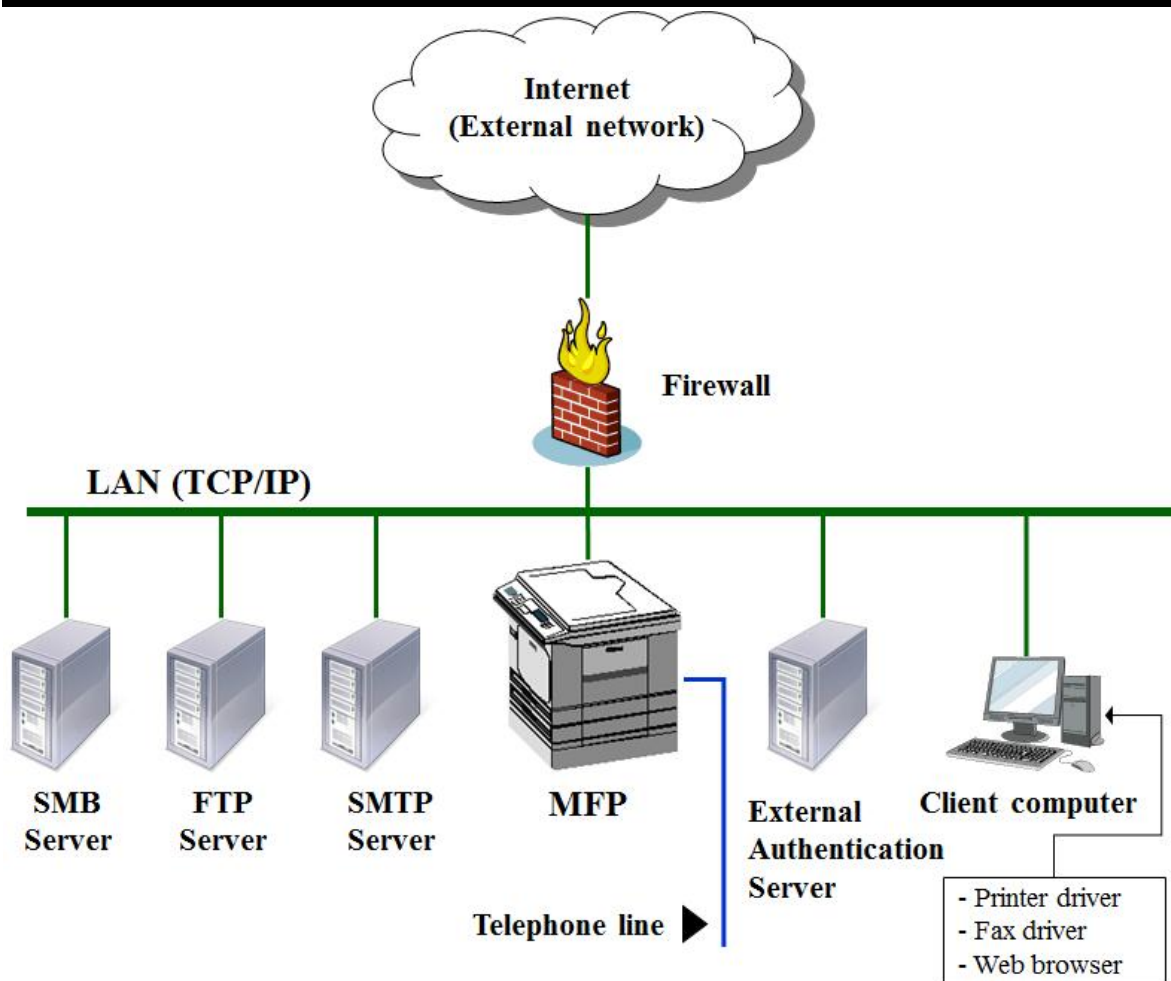 Internet
(External network)
Firewall
LAN (TCP/IP)
SMB
Server
FTP
Server
SMTP
Server
MFP
External
Authentication
Server
Client computer
Telephone line
- Printer driver
- Fax driver
- Web browser